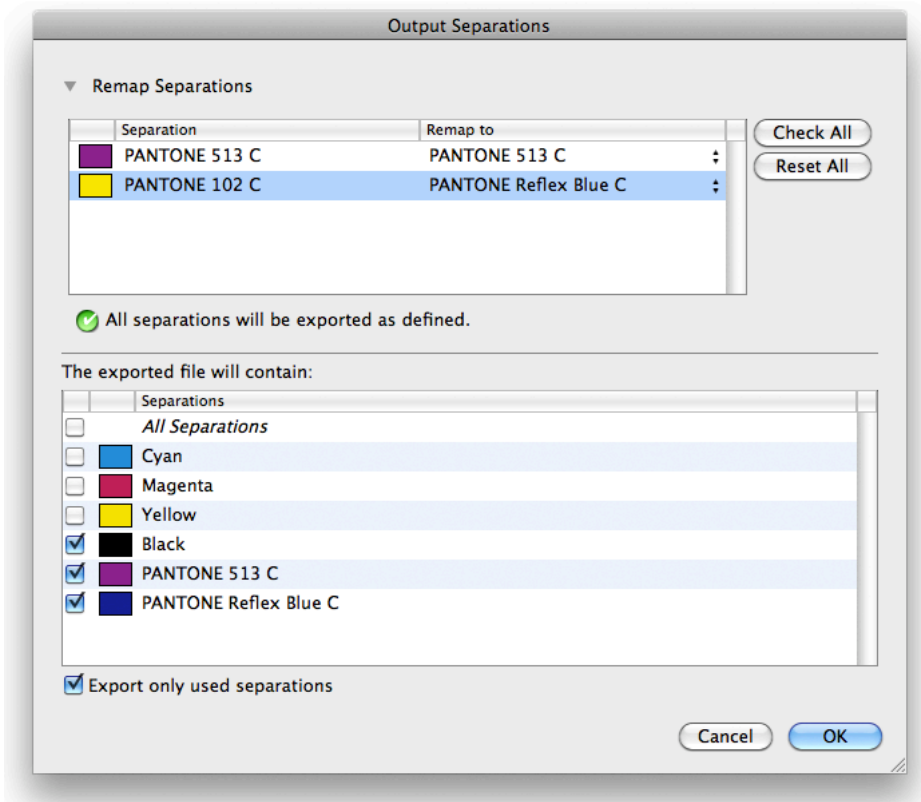 Output Separations
Remap Separations
Separation Remap to
PANTONE 513 C PANTONE 513 C
PANTONE 102 C PANTONE Reflex Blue C
Check All
Reset All
All separations will be exported as defined.
The exported file will contain:
Separations
All Separations
Cyan
Magenta
Yellow
Black
PANTONE 513 C
PANTONE Reflex Blue C
Export only used separations
Cancel OK